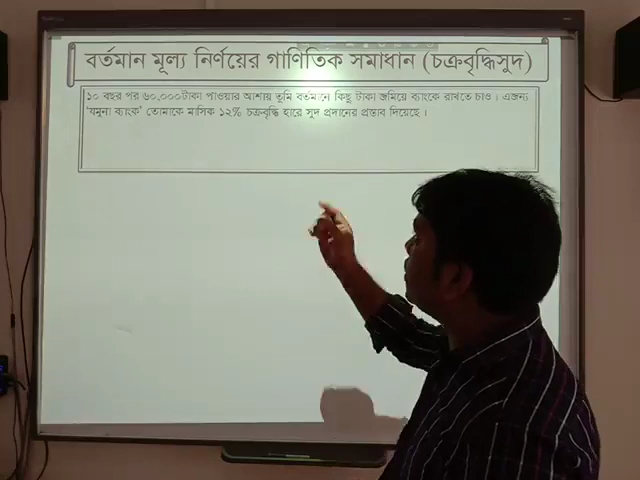 বর্তমান মূল্য নির্ণয়ের গাণিতিক সমাধান (চক্রবৃদ্ধিসুদ)
১০ বছর পর ৬০,০০০টাকা পাওয়ার আশায় তুমি বর্তমানে কিছু টাকা জমিয়ে ব্যাংকে রাখতে চাও। এজন্য
‘যমুনা ব্যাংক’ তোমাকে মাসিক ১২% চক্রবৃদ্ধি হারে সুদ প্রদানের প্রস্তাব দিয়েছে।